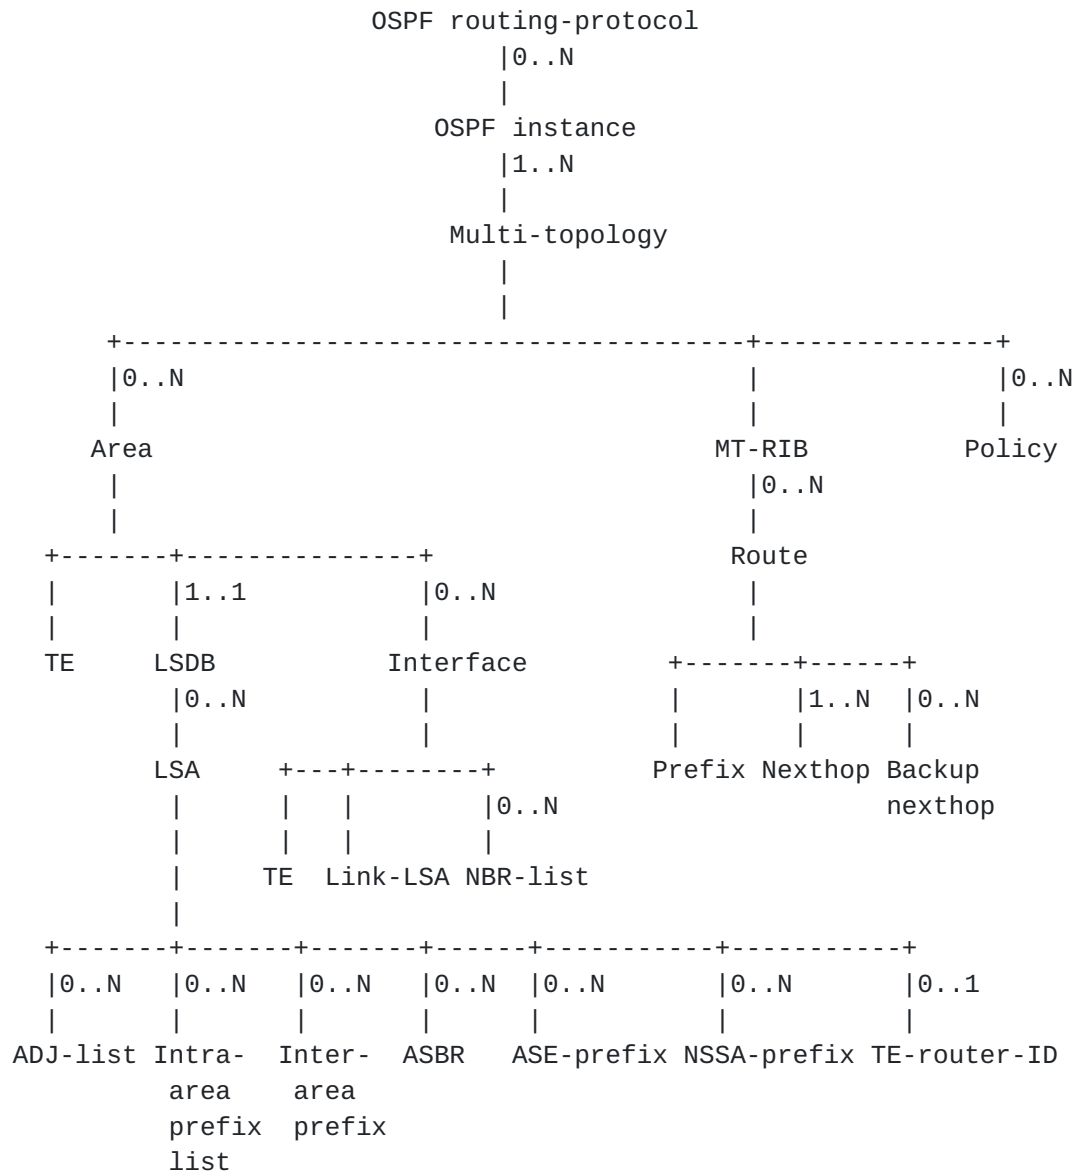 OSPF routing-protocol
|0..N
|
OSPF instance
|1..N
|
Multi-topology
|
|
+----------------------------------------+---------------+
|0..N | |0..N
| | |
Area MT-RIB Policy
| |0..N
| |
+-------+---------------+ Route
| |1..1 |0..N |
| | | |
TE LSDB Interface +-------+------+
|0..N | | |1..N |0..N
| | | | |
LSA +---+--------+ Prefix Nexthop Backup
| | | |0..N nexthop
| | | |
| TE Link-LSA NBR-list
|
+-------+-------+-------+------+-----------+-----------+
|0..N |0..N |0..N |0..N |0..N |0..N |0..1
| | | | | | |
ADJ-list Intra- Inter- ASBR ASE-prefix NSSA-prefix TE-router-ID
area area
prefix prefix
list